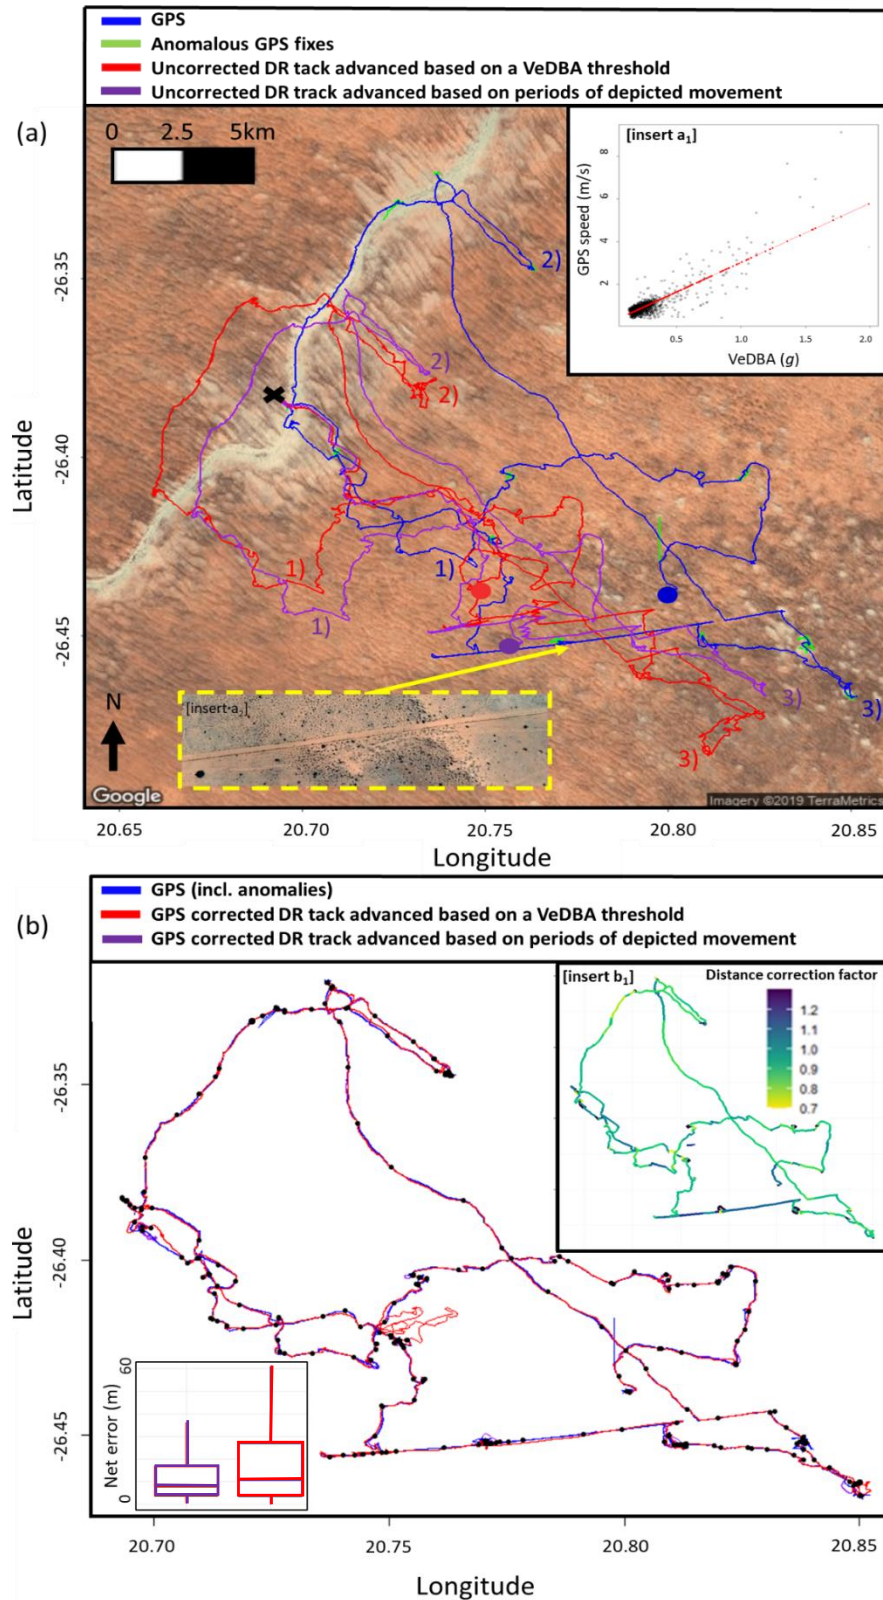 GPS
Anomalous GPS fixes
Uncorrected DR tack advanced based on a VeDBA threshold
Uncorrected DR track advanced based on periods of depicted movement
(a)
0 2.5 5km
[insert a1]
GPS speed (m/s)
8
6
4
2
0.5 1.0 1.5 2.0
VeDBA (g)
2)
2)
2)
1)
1)
1)
3)
3)
3)
N
[insert a2]
Google
Imagery ©2019 TerraMetrics
Latitude
-26.35
-26.40
-26.45
20.65 20.70 20.75 20.80 20.85
Longitude
GPS (incl. anomalies)
GPS corrected DR tack advanced based on a VeDBA threshold
GPS corrected DR track advanced based on periods of depicted movement
(b)
[insert b1]
Distance correction factor
1.2
1.1
1.0
0.9
0.8
0.7
Net error (m)
60
0
Latitude
-26.35
-26.40
-26.45
20.70 20.75 20.80 20.85
Longitude